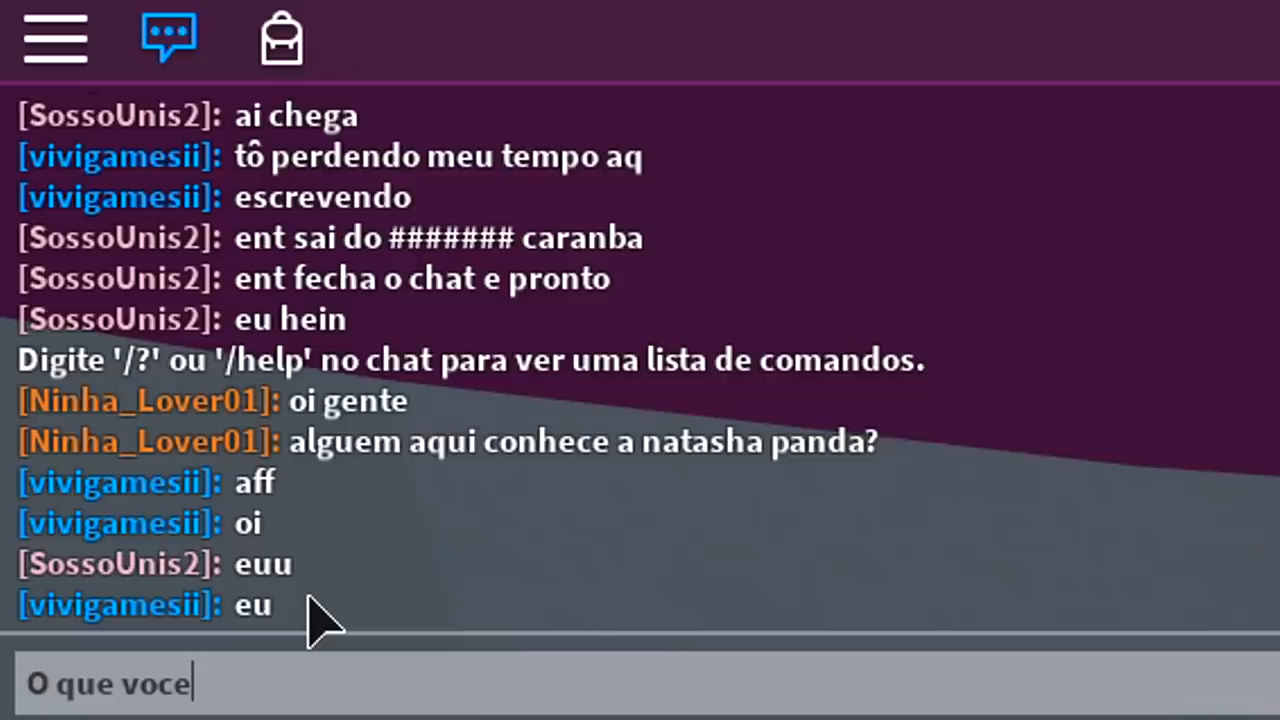 [SossoUnis2]: ai chega
[vivigamesii]: tô perdendo meu tempo aq
[vivigamesii]: escrevendo
[SossoUnis2]: ent sai do ####### caranba
[SossoUnis2]: ent fecha o chat e pronto
[SossoUnis2]: eu hein
Digite '/?' ou '/help' no chat para ver uma lista de comandos.
[Ninha_Lover01]: oi gente
[Ninha_Lover01]: alguem aqui conhece a natasha panda?
[vivigamesii]: aff
[vivigamesii]: oi
[SossoUnis2]: euu
[vivigamesii]: eu
O que voce